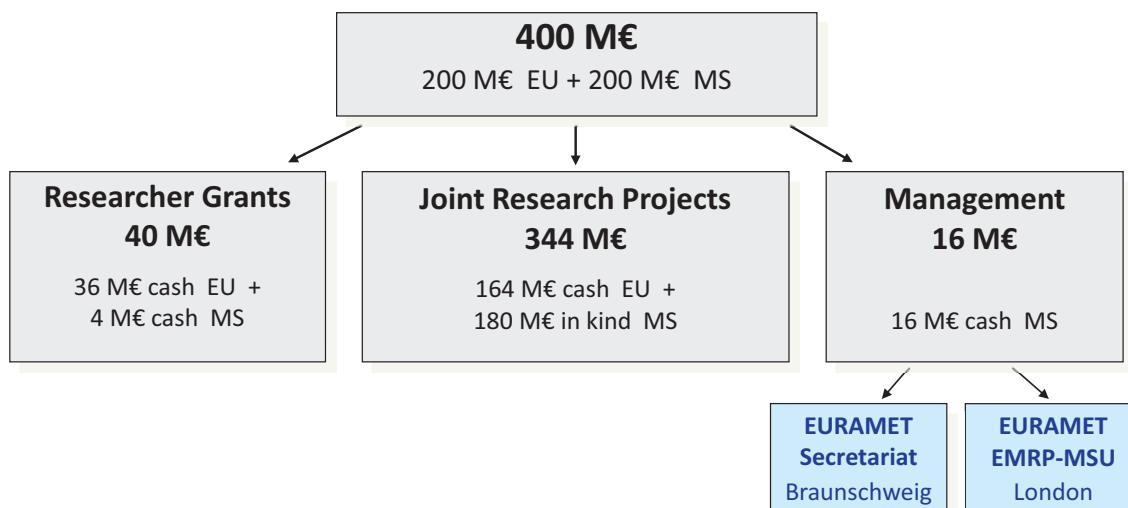 400 M€
200 M€ EU + 200 M€ MS
Researcher Grants
40 M€
36 M€ cash EU +
4 M€ cash MS
Joint Research Projects
344 M€
164 M€ cash EU +
180 M€ in kind MS
Management
16 M€
16 M€ cash MS
EURAMET
Secretariat
Braunschweig
EURAMET
EMRP-MSU
London